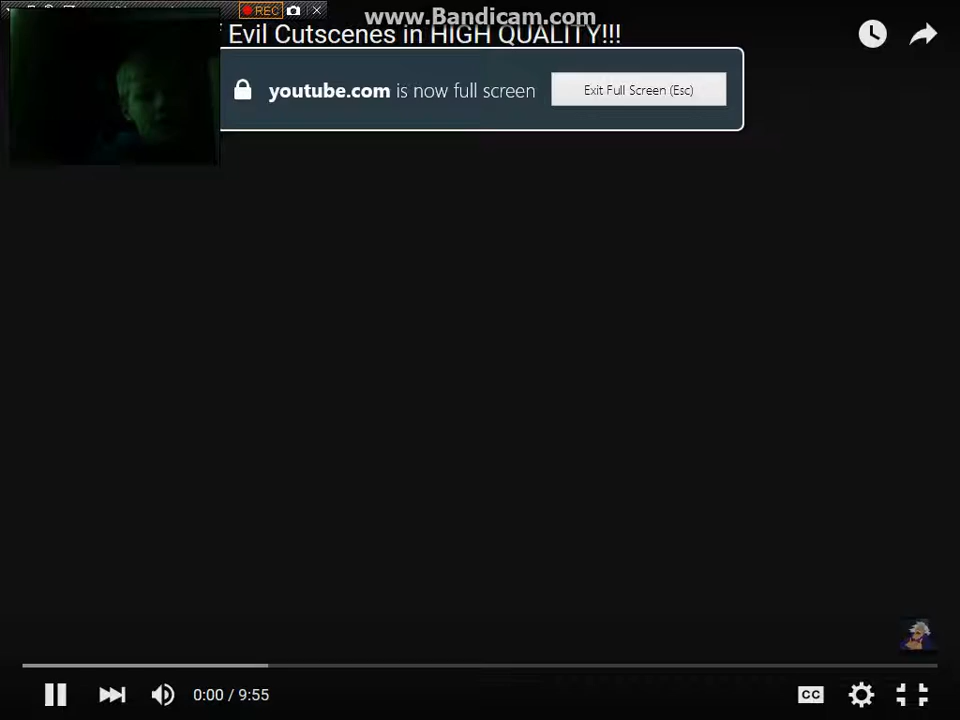 REC
www.Bandicam.com
Evil Cutscenes in HIGH QUALITY!!!
youtube.com is now full screen
Exit Full Screen (Esc)
0:00 / 9:55
CC